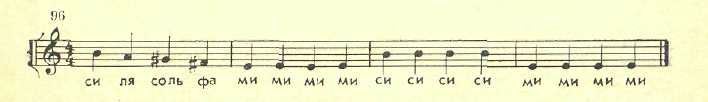 96
си ля соль фа ми ми ми ми си си си си ми ми ми ми